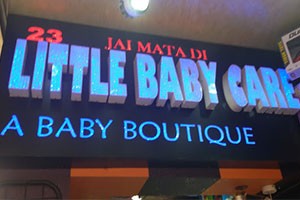 23
JAI MATA DI
LITTLE BABY CARE
A BABY BOUTIQUE